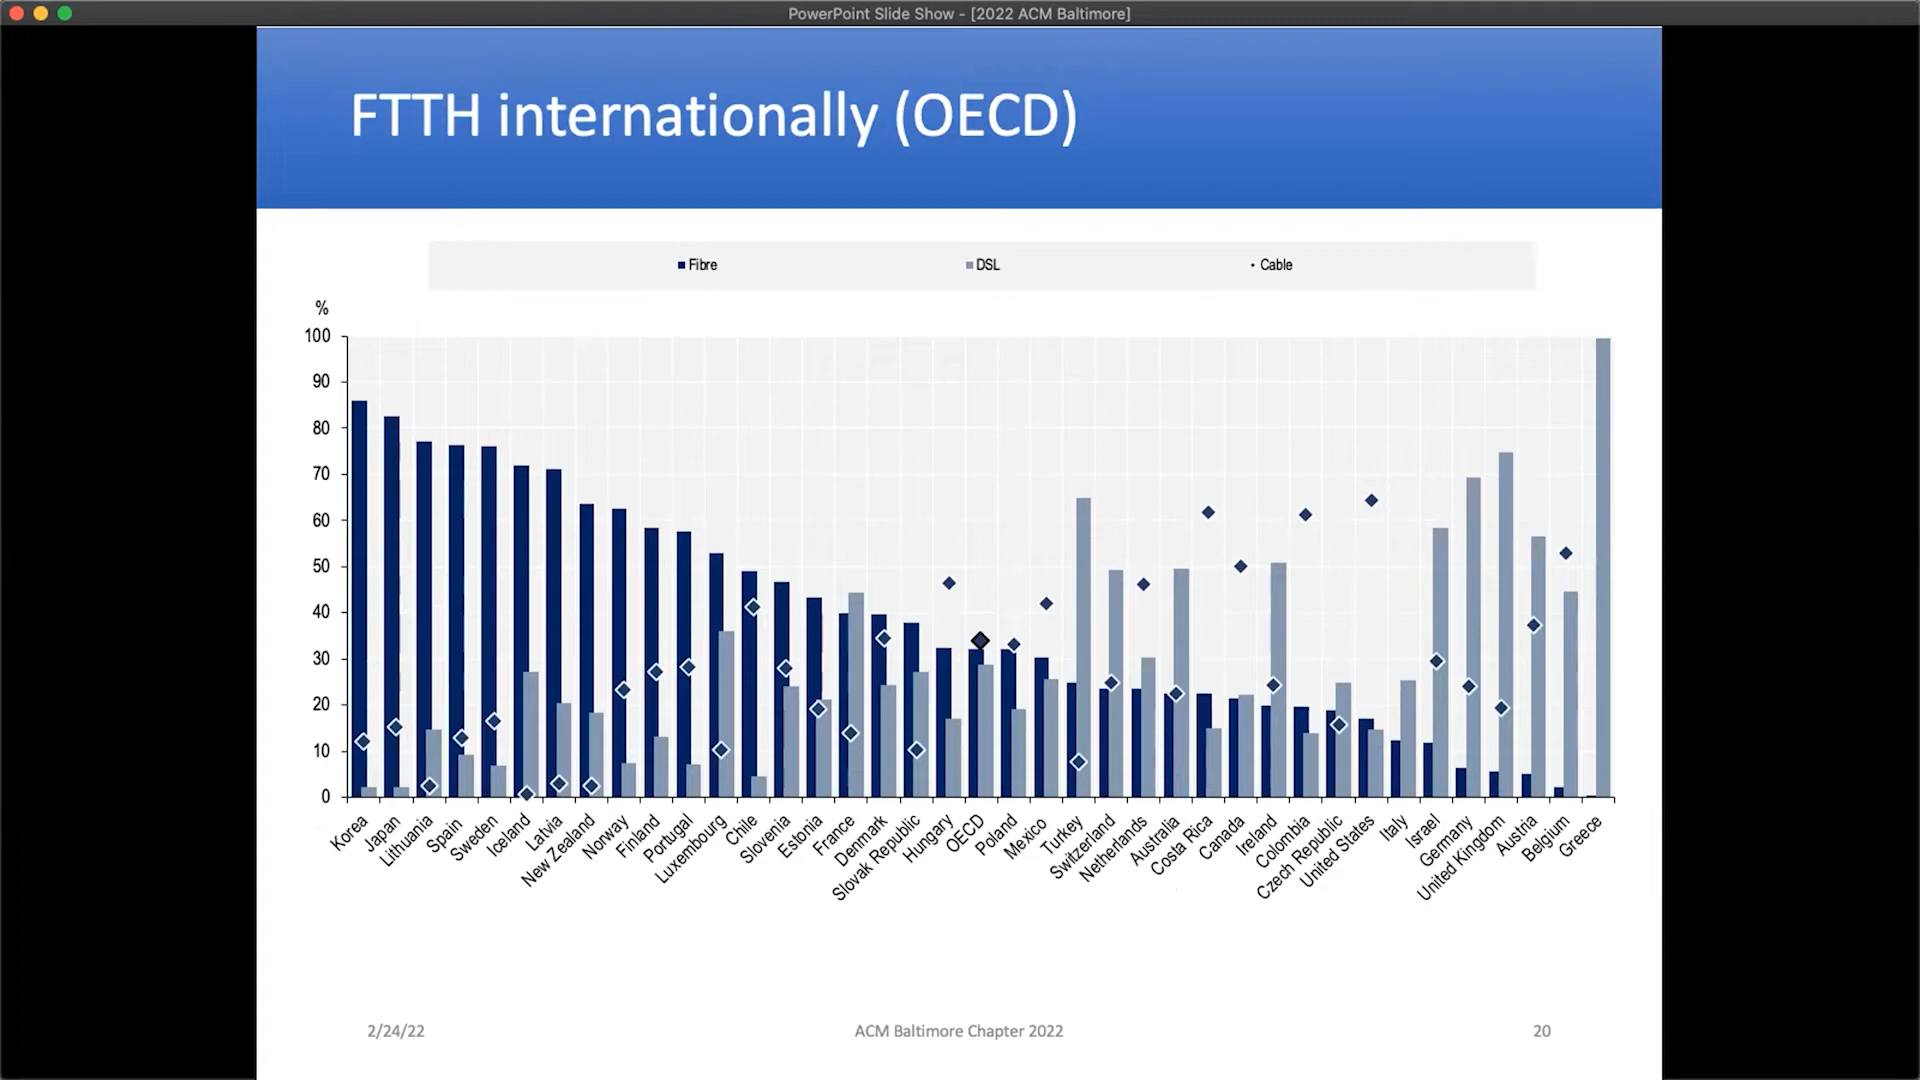 PowerPoint Slide Show - [2022 ACM Baltimore]
FTTH internationally (OECD)
Fibre DSL Cable
%
100
90
80
70
60
50
40
30
20
10
0
Korea
Japan
Lithuania
Spain
Sweden
Iceland
Latvia
New Zealand
Norway
Finland
Portugal
Luxembourg
Chile
Slovenia
Estonia
France
Denmark
Slovak Republic
Hungary
OECD
Poland
Mexico
Turkey
Switzerland
Netherlands
Australia
Costa Rica
Canada
Ireland
Colombia
Czech Republic
United States
Italy
Israel
Germany
United Kingdom
Austria
Belgium
Greece
2/24/22 ACM Baltimore Chapter 2022 20